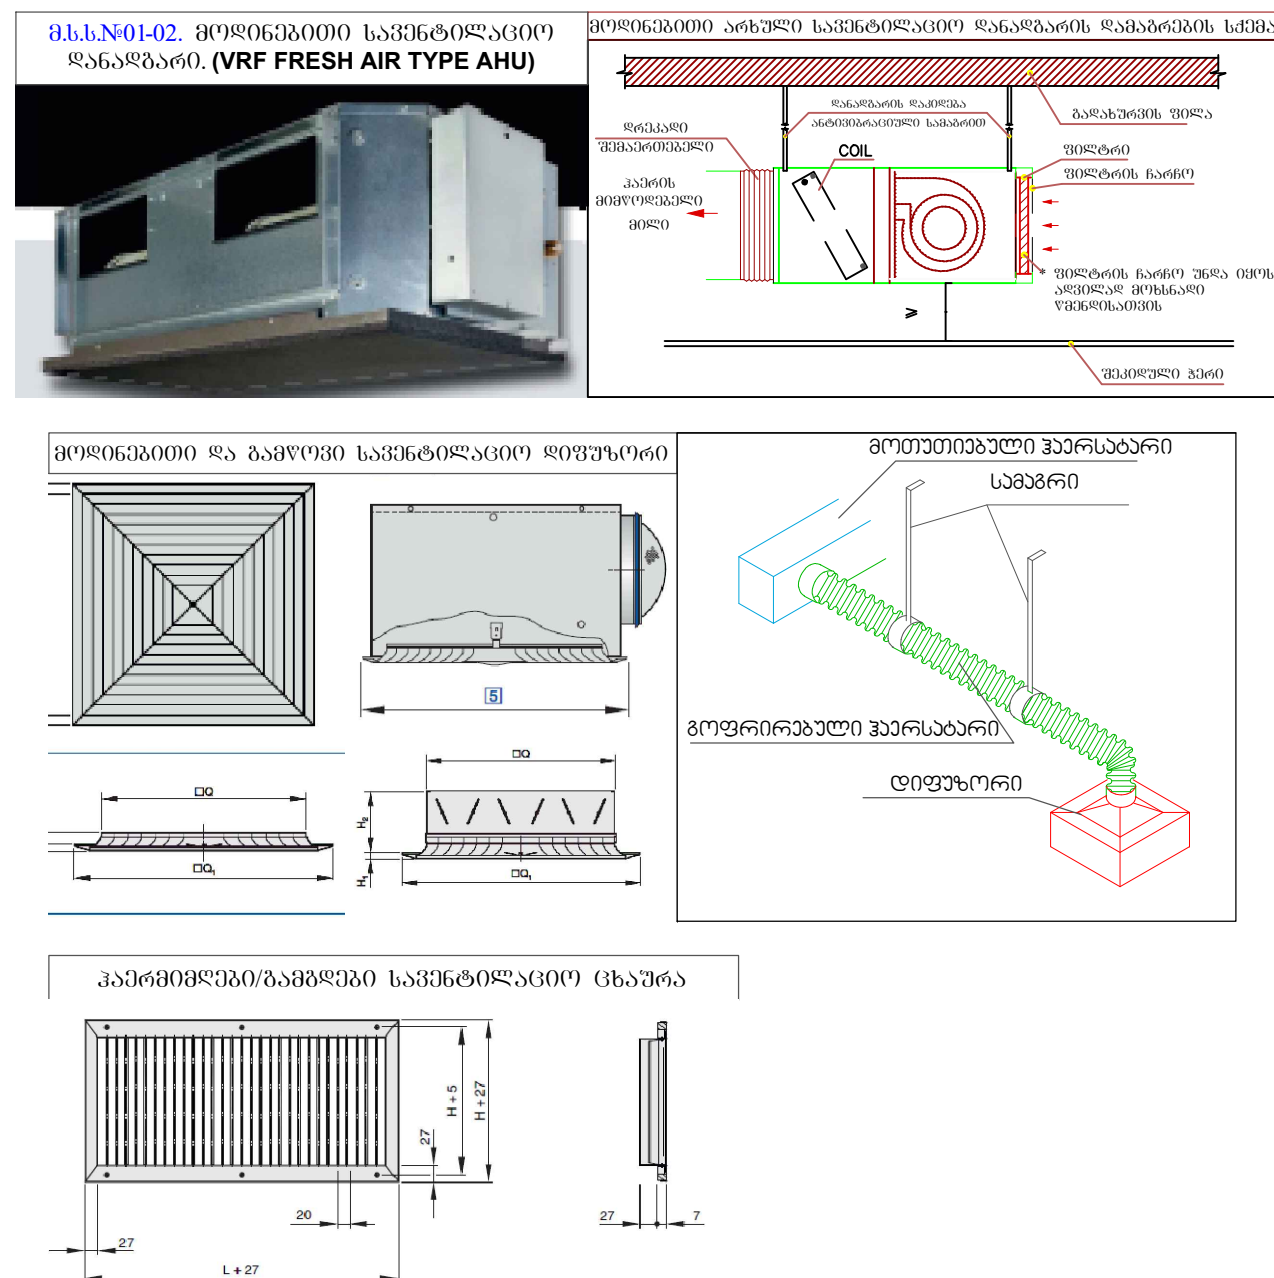 მ.ს.ს.№01-02. მოდინებითი სავენტილაციო
დანადგარი. (VRF FRESH AIR TYPE AHU)
მოდინებითი არხული სავენტილაციო დანადგარის დამაგრების სქემა
დანადგარის დაკიდება
ანტივიბრაციული სამაგრით
გადახურვის ფილა
დრეკადი
შემაერთებელი
COIL
ფილტრი
ფილტრის ჩარჩო
ჰაერის
მიმწოდებელი
მილი
* ფილტრის ჩარჩო უნდა იყოს
ადვილად მოხსნადი
წმენდისათვის
≥
შეკიდული ჭერი
მოდინებითი და გამწოვი სავენტილაციო დიფუზორი
5
□Q
□Q₁
□Q
H₂
H₁
□Q₁
მოთუთიებული ჰაერსატარი
სამაგრი
გოფრირებული ჰაერსატარი
დიფუზორი
ჰაერმიმღები/გამგდები სავენტილაციო ცხაურა
H + 5
H + 27
27
20
27
L + 27
27
7